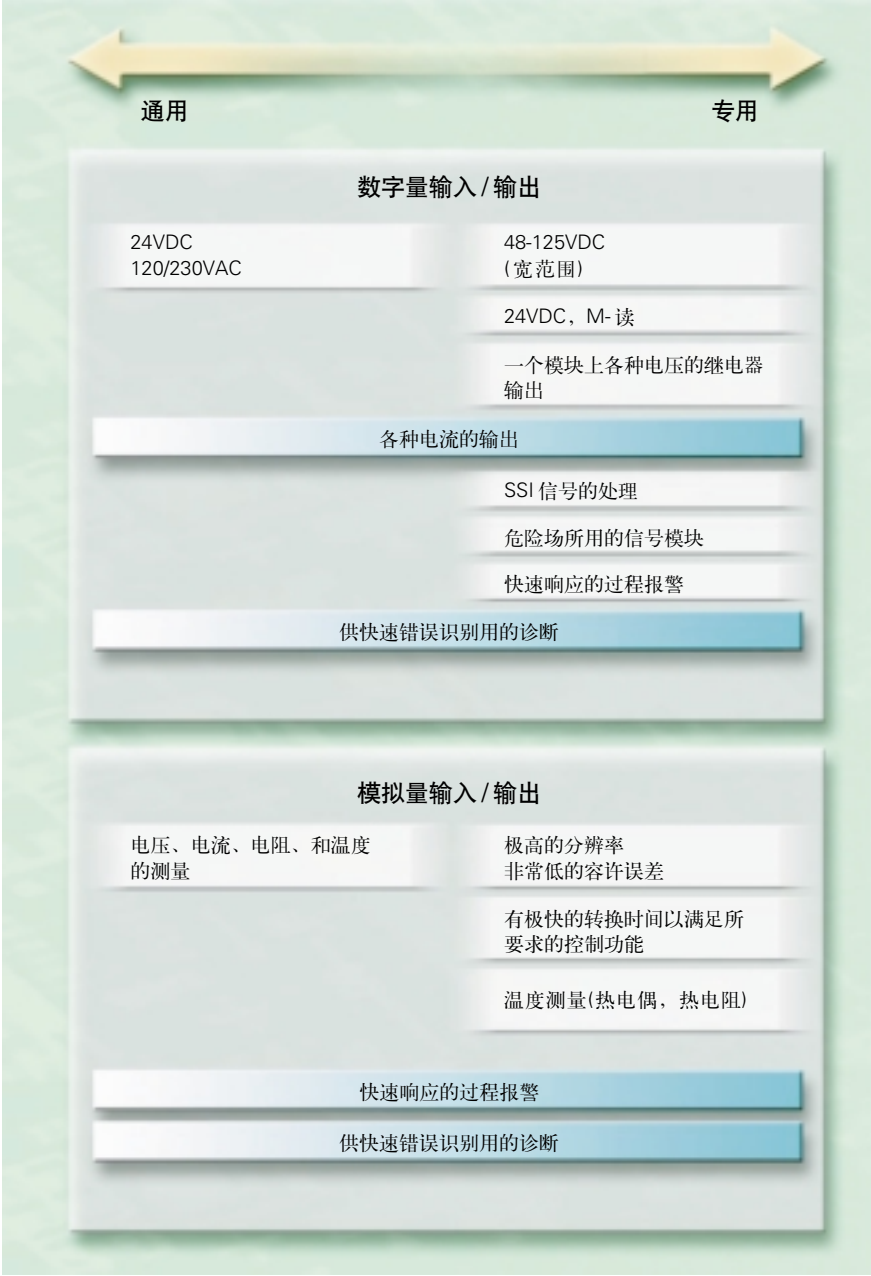 通用
专用
数字量输入/输出
24VDC
120/230VAC
48-125VDC
(宽范围)
24VDC，M-读
一个模块上各种电压的继电器
输出
各种电流的输出
SSI 信号的处理
危险场所用的信号模块
快速响应的过程报警
供快速错误识别用的诊断
模拟量输入/输出
电压、电流、电阻、和温度
的测量
极高的分辨率
非常低的容许误差
有极快的转换时间以满足所
要求的控制功能
温度测量(热电偶，热电阻)
快速响应的过程报警
供快速错误识别用的诊断